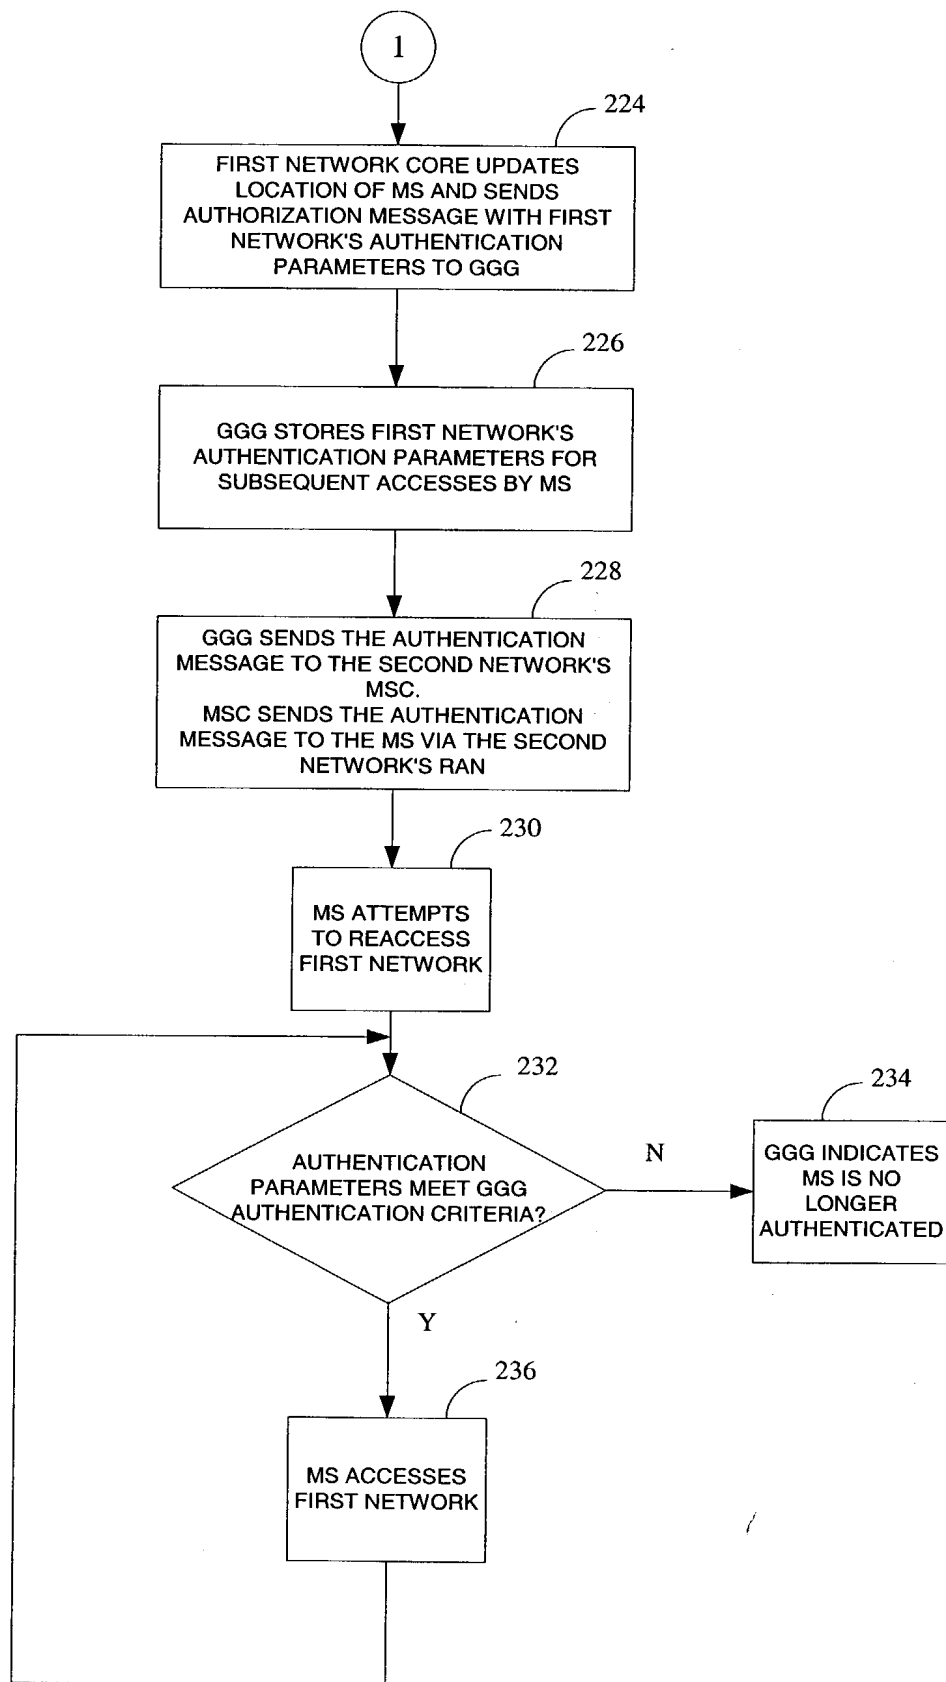 1
224
FIRST NETWORK CORE UPDATES
LOCATION OF MS AND SENDS
AUTHORIZATION MESSAGE WITH FIRST
NETWORK'S AUTHENTICATION
PARAMETERS TO GGG
226
GGG STORES FIRST NETWORK'S
AUTHENTICATION PARAMETERS FOR
SUBSEQUENT ACCESSES BY MS
228
GGG SENDS THE AUTHENTICATION
MESSAGE TO THE SECOND NETWORK'S
MSC.
MSC SENDS THE AUTHENTICATION
MESSAGE TO THE MS VIA THE SECOND
NETWORK'S RAN
230
MS ATTEMPTS
TO REACCESS
FIRST NETWORK
232
AUTHENTICATION
PARAMETERS MEET GGG
AUTHENTICATION CRITERIA?
N
234
GGG INDICATES
MS IS NO
LONGER
AUTHENTICATED
Y
236
MS ACCESSES
FIRST NETWORK